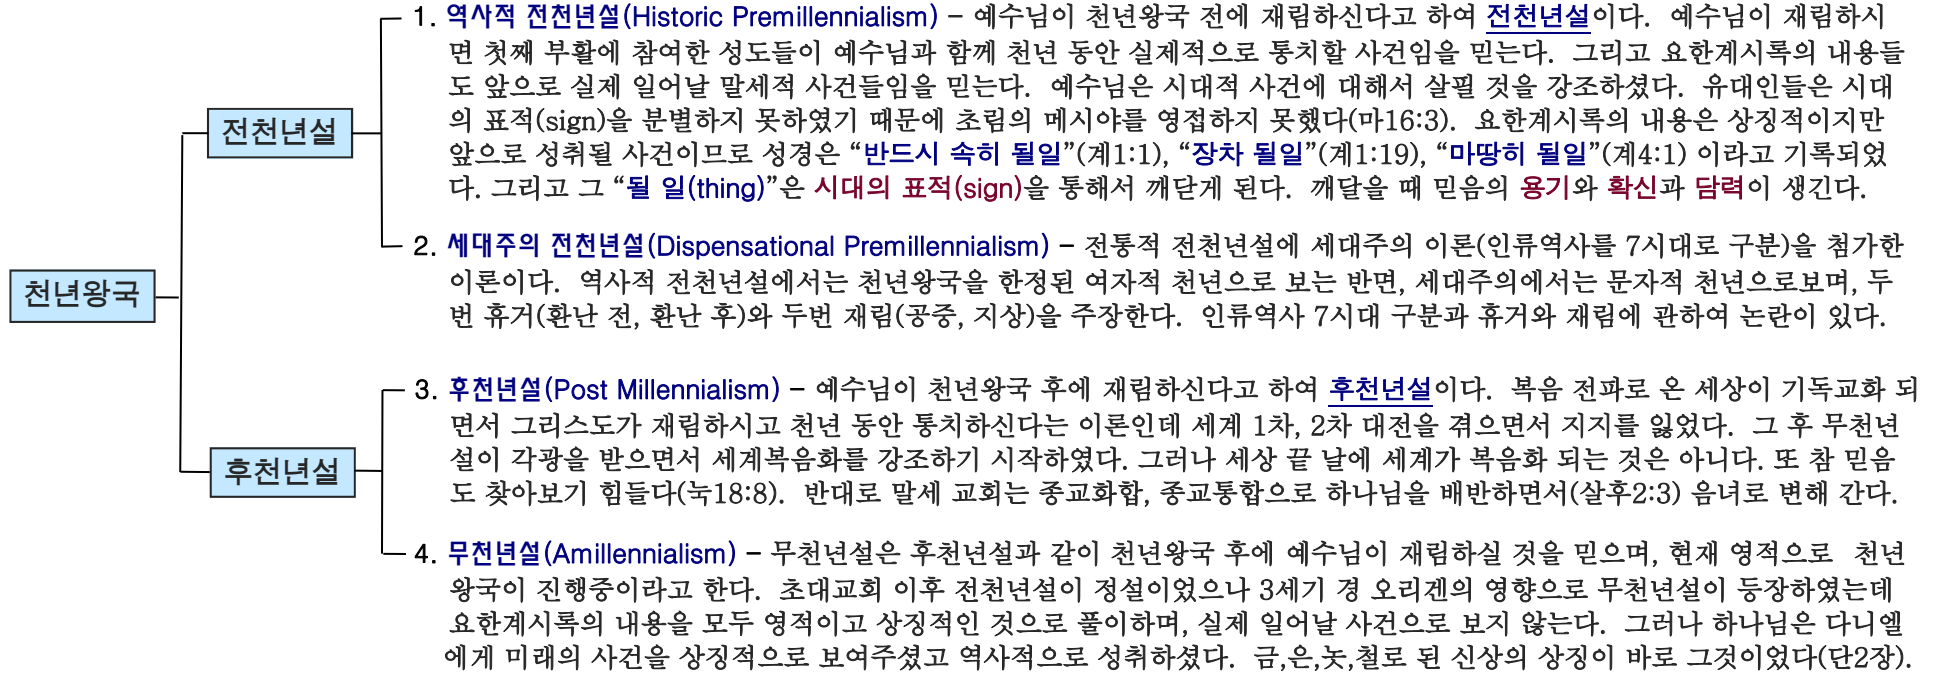 천년왕국
전천년설
1. 역사적 전천년설(Historic Premillennialism) – 예수님이 천년왕국 전에 재림하신다고 하여 전천년설이다. 예수님이 재림하시
면 첫째 부활에 참여한 성도들이 예수님과 함께 천년 동안 실제적으로 통치할 사건임을 믿는다. 그리고 요한계시록의 내용들
도 앞으로 실제 일어날 말세적 사건들임을 믿는다. 예수님은 시대적 사건에 대해서 살필 것을 강조하셨다. 유대인들은 시대
의 표적(sign)을 분별하지 못하였기 때문에 초림의 메시야를 영접하지 못했다(마16:3). 요한계시록의 내용은 상징적이지만
앞으로 성취될 사건이므로 성경은 “반드시 속히 될일”(계1:1), “장차 될일”(계1:19), “마땅히 될일”(계4:1) 이라고 기록되었
다. 그리고 그 “될 일(thing)”은 시대의 표적(sign)을 통해서 깨닫게 된다. 깨달을 때 믿음의 용기와 확신과 담력이 생긴다.
2. 세대주의 전천년설(Dispensational Premillennialism) – 전통적 전천년설에 세대주의 이론(인류역사를 7시대로 구분)을 첨가한
이론이다. 역사적 전천년설에서는 천년왕국을 한정된 여자적 천년으로 보는 반면, 세대주의에서는 문자적 천년으로보며, 두
번 휴거(환난 전, 환난 후)와 두번 재림(공중, 지상)을 주장한다. 인류역사 7시대 구분과 휴거와 재림에 관하여 논란이 있다.
후천년설
3. 후천년설(Post Millennialism) – 예수님이 천년왕국 후에 재림하신다고 하여 후천년설이다. 복음 전파로 온 세상이 기독교화 되
면서 그리스도가 재림하시고 천년 동안 통치하신다는 이론인데 세계 1차, 2차 대전을 겪으면서 지지를 잃었다. 그 후 무천년
설이 각광을 받으면서 세계복음화를 강조하기 시작하였다. 그러나 세상 끝 날에 세계가 복음화 되는 것은 아니다. 또 참 믿음
도 찾아보기 힘들다(눅18:8). 반대로 말세 교회는 종교화합, 종교통합으로 하나님을 배반하면서(살후2:3) 음녀로 변해 간다.
4. 무천년설(Amillennialism) – 무천년설은 후천년설과 같이 천년왕국 후에 예수님이 재림하실 것을 믿으며, 현재 영적으로 천년
왕국이 진행중이라고 한다. 초대교회 이후 전천년설이 정설이었으나 3세기 경 오리겐의 영향으로 무천년설이 등장하였는데
요한계시록의 내용을 모두 영적이고 상징적인 것으로 풀이하며, 실제 일어날 사건으로 보지 않는다. 그러나 하나님은 다니엘
에게 미래의 사건을 상징적으로 보여주셨고 역사적으로 성취하셨다. 금,은,놋,철로 된 신상의 상징이 바로 그것이었다(단2장).